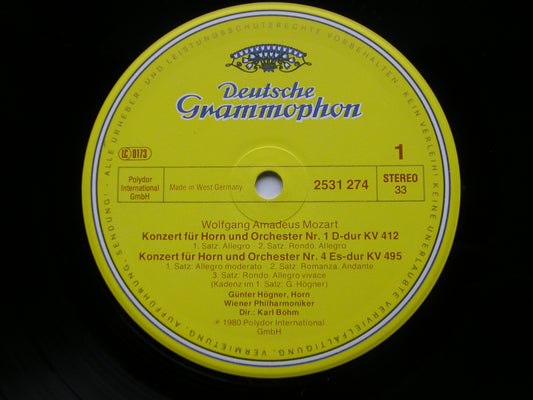 Deutsche
Grammophon
LC 0173
1
Polydor
International
GmbH
Made in West Germany
2531 274
STEREO
33
Wolfgang Amadeus Mozart
Konzert für Horn und Orchester Nr. 1 D-dur KV 412
1. Satz: Allegro · 2. Satz: Rondo. Allegro
Konzert für Horn und Orchester Nr. 4 Es-dur KV 495
1. Satz: Allegro moderato · 2. Satz: Romanza. Andante
3. Satz: Rondo. Allegro vivace
(Kadenz im 1. Satz: G. Högner)
Günter Högner, Horn
Wiener Philharmoniker
Dir.: Karl Böhm
℗ 1980 Polydor International
GmbH
ALLE URHEBER- UND LEISTUNGSSCHUTZRECHTE VORBEHALTEN · KEIN VERLEIH! KEINE UNERLAUBTE VERVIELFÄLTIGUNG, VERMIETUNG, AUFFÜHRUNG, SENDUNG!